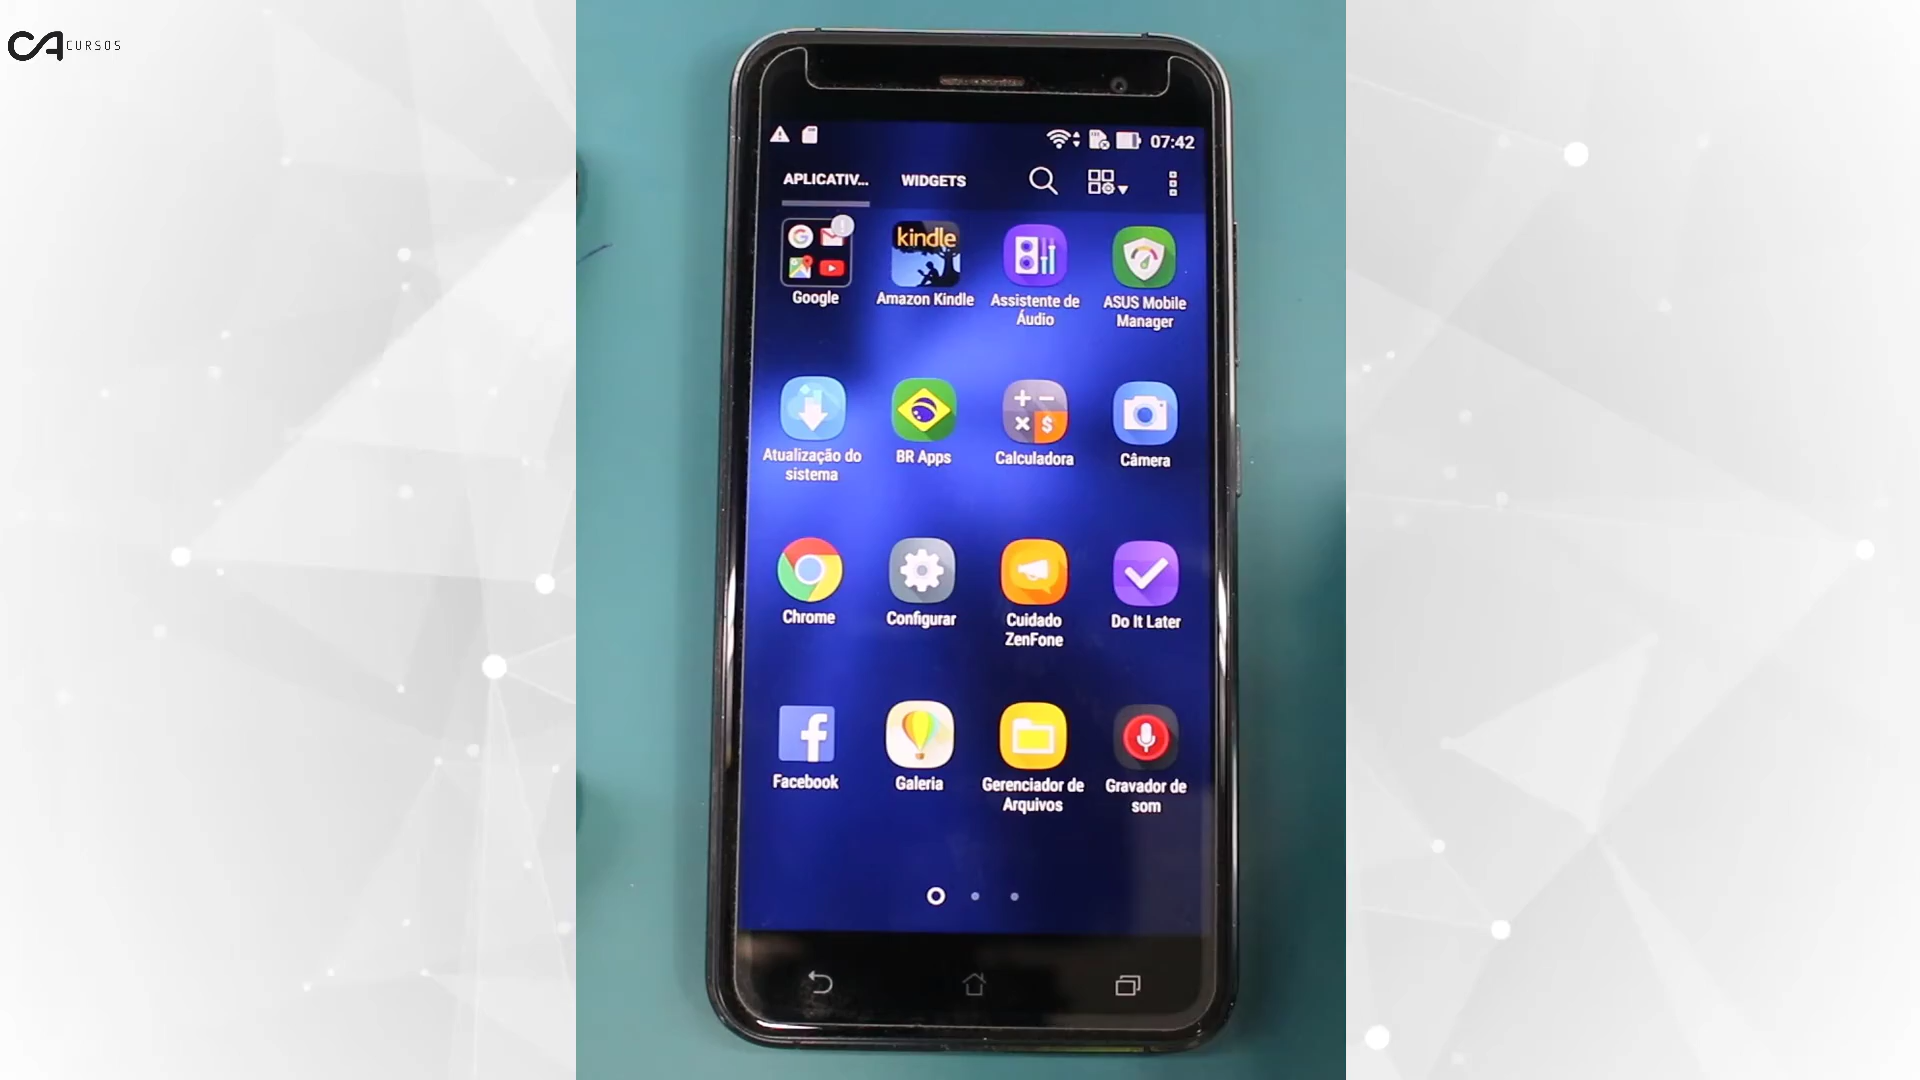 CA CURSOS
07:42
APLICATIV...
WIDGETS
Google
kindle
Amazon Kindle
Assistente de
Áudio
ASUS Mobile
Manager
Atualização do
sistema
BR Apps
Calculadora
Câmera
Chrome
Configurar
Cuidado
ZenFone
Do It Later
Facebook
Galeria
Gerenciador de
Arquivos
Gravador de
som